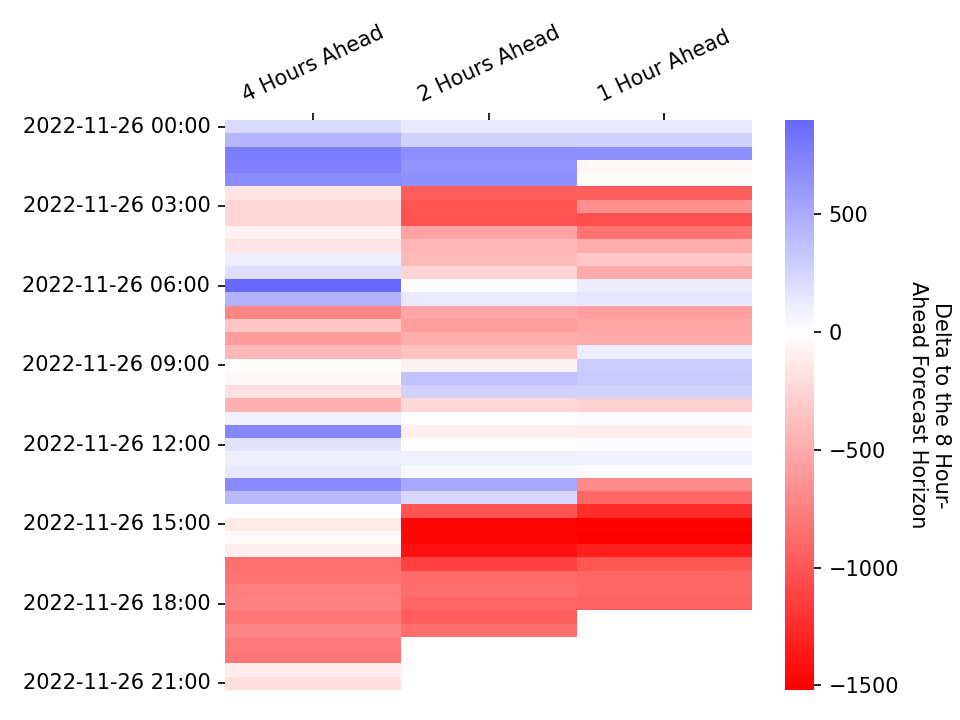 4 Hours Ahead
2 Hours Ahead
1 Hour Ahead
2022-11-26 00:00
2022-11-26 03:00
2022-11-26 06:00
2022-11-26 09:00
2022-11-26 12:00
2022-11-26 15:00
2022-11-26 18:00
2022-11-26 21:00
500
0
−500
−1000
−1500
Delta to the 8 Hour-
Ahead Forecast Horizon